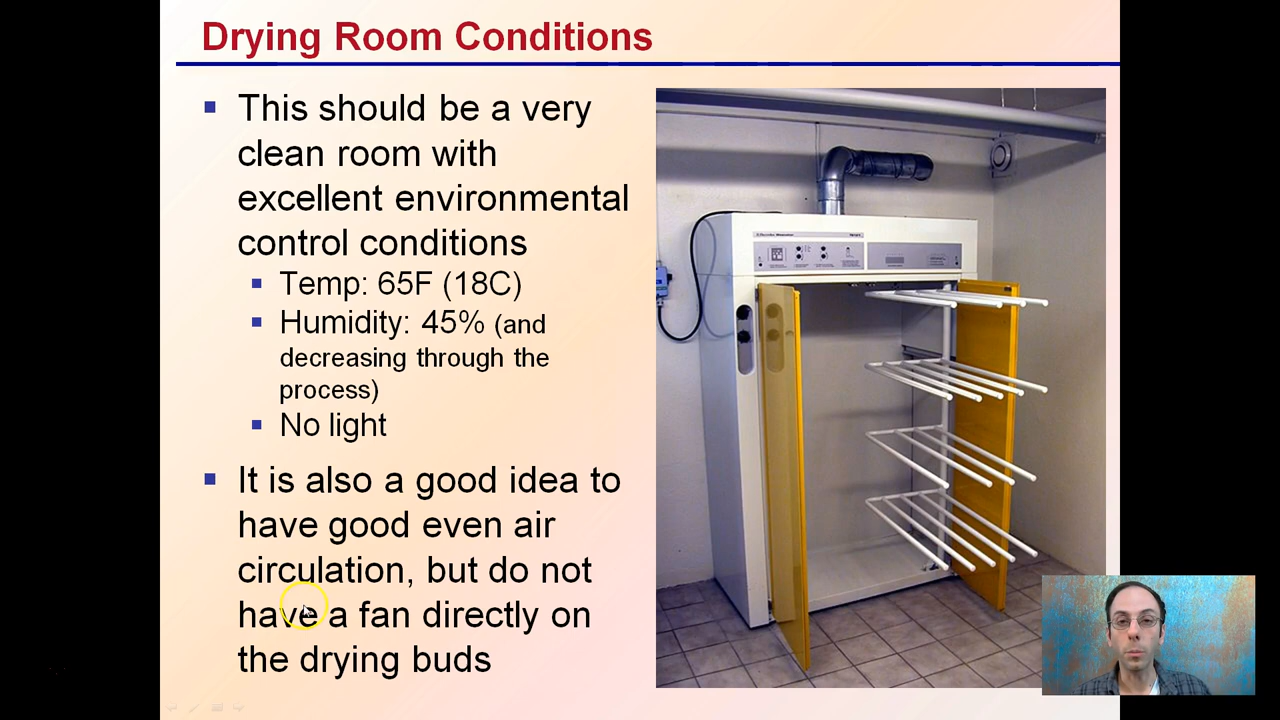 Drying Room Conditions
This should be a very
clean room with
excellent environmental
control conditions
Temp: 65F (18C)
Humidity: 45% (and
decreasing through the
process)
No light
It is also a good idea to
have good even air
circulation, but do not
have a fan directly on
the drying buds